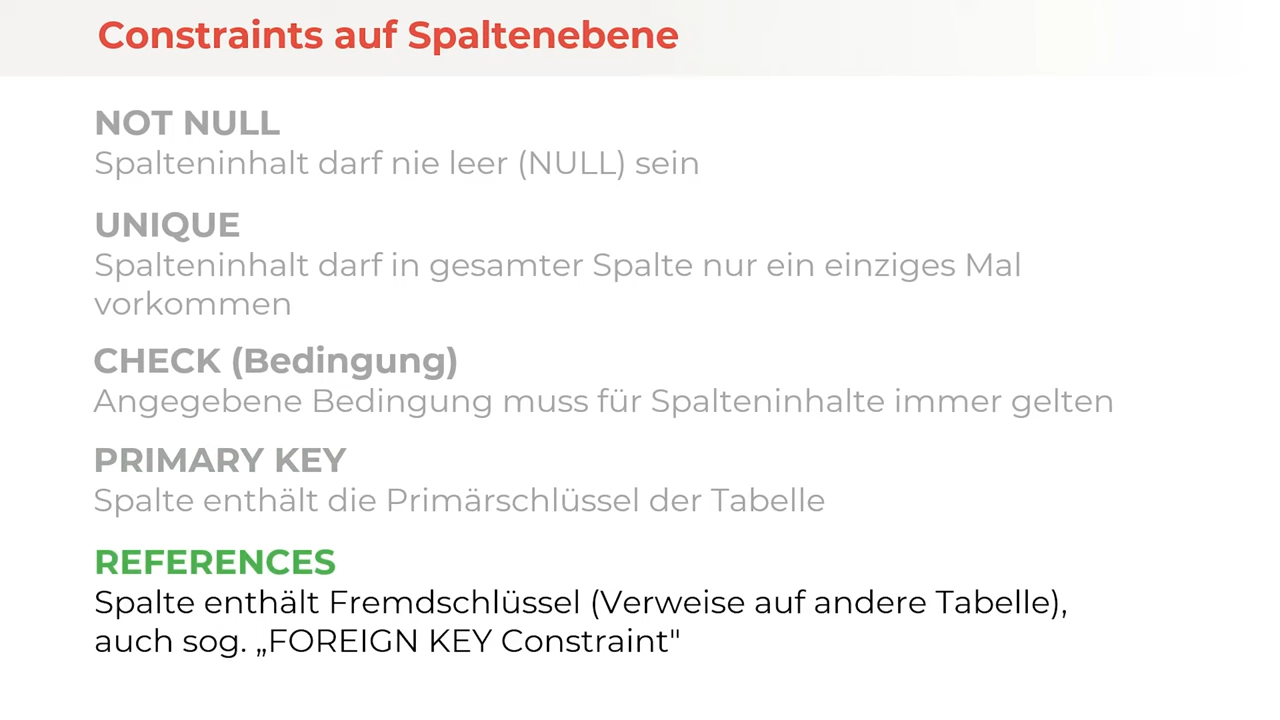 Constraints auf Spaltenebene
NOT NULL
Spalteninhalt darf nie leer (NULL) sein
UNIQUE
Spalteninhalt darf in gesamter Spalte nur ein einziges Mal
vorkommen
CHECK (Bedingung)
Angegebene Bedingung muss für Spalteninhalte immer gelten
PRIMARY KEY
Spalte enthält die Primärschlüssel der Tabelle
REFERENCES
Spalte enthält Fremdschlüssel (Verweise auf andere Tabelle),
auch sog. „FOREIGN KEY Constraint"